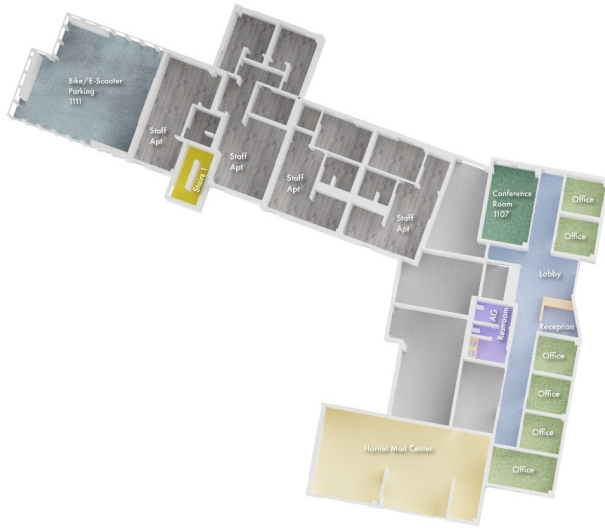 Bike/E-Scooter
Parking
1111
Staff
Apt
Stairs 1
Staff
Apt
Staff
Apt
Staff
Apt
Conference
Room
1107
Office
Office
Lobby
AG
Restroom
Reception
Office
Office
Office
Office
Hornet Mail Center